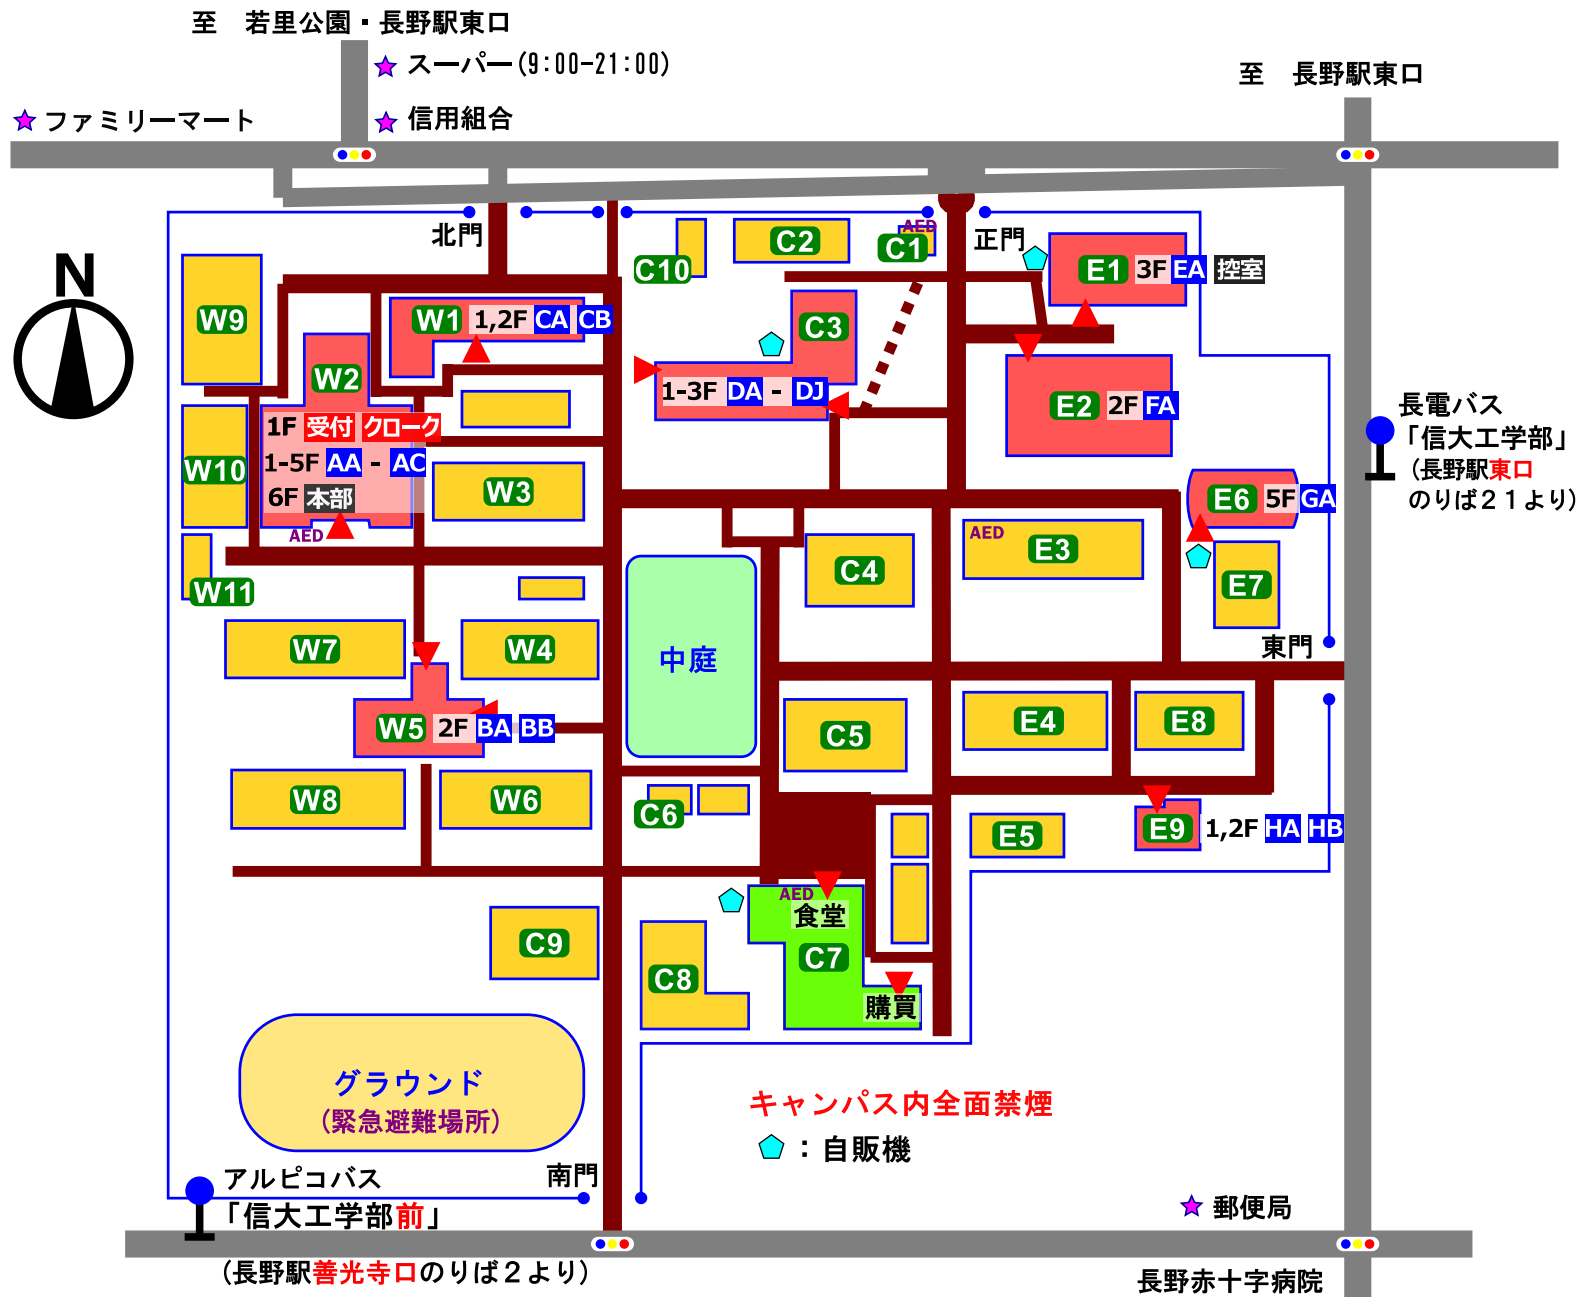 至　若里公園・長野駅東口
スーパー(9:00-21:00)
至　長野駅東口
ファミリーマート
信用組合
北門
正門
AED
C1
C2
C10
E1 3F EA 控室
N
W9
W1 1,2F CA CB
C3
W2
1-3F DA - DJ
E2 2F FA
長電バス
「信大工学部」
(長野駅東口
のりば21より)
1F 受付 クローク
1-5F AA - AC
6F 本部
AED
W10
W3
E6 5F GA
AED
E3
C4
E7
W11
W7
W4
中庭
東門
W5 2F BA BB
C5
E4
E8
W8
W6
C6
E5
E9 1,2F HA HB
AED
食堂
C7
C9
C8
購買
グラウンド
(緊急避難場所)
キャンパス内全面禁煙
：自販機
南門
アルピコバス
「信大工学部前」
(長野駅善光寺口のりば2より)
郵便局
長野赤十字病院